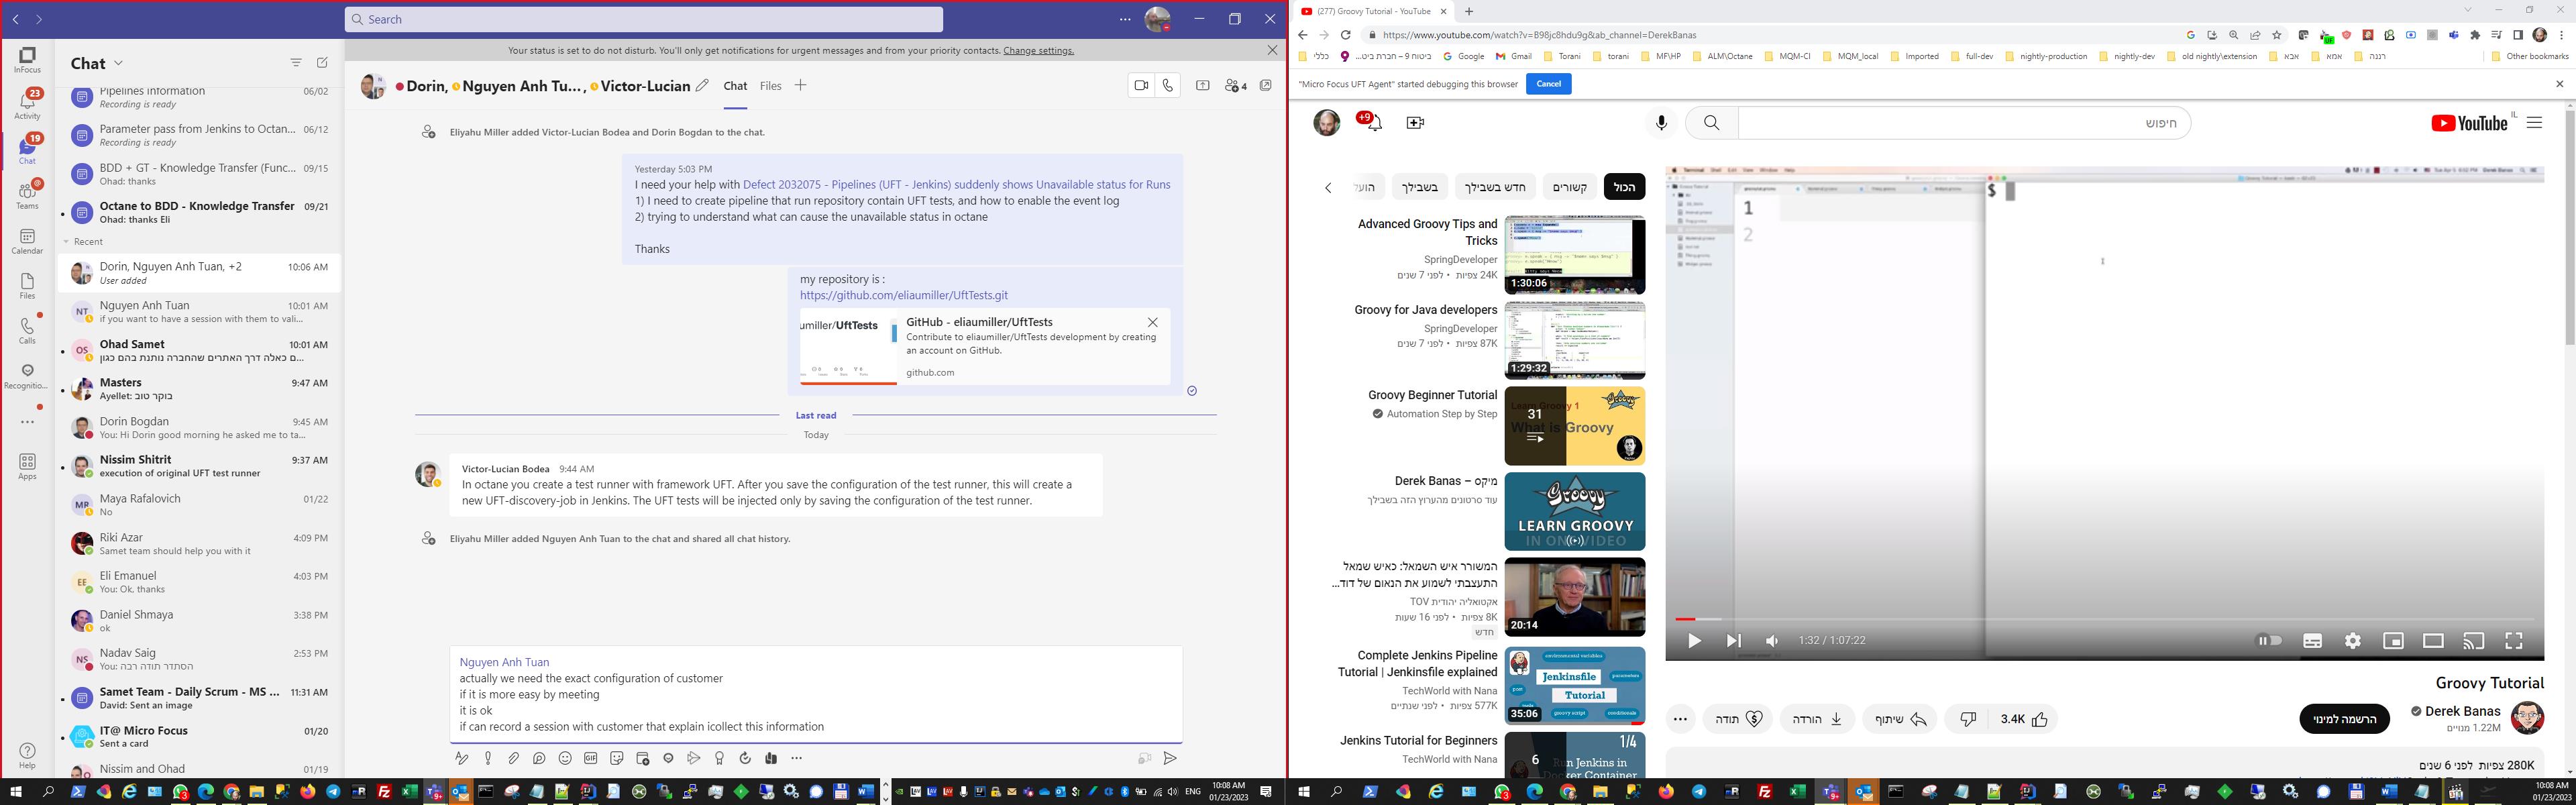 Search
Your status is set to do not disturb. You'll only get notifications for urgent messages and from your priority contacts. Change settings.
InFocus
23
Activity
19
Chat
Teams
Calendar
Files
Calls
Recognitio...
Apps
Help
Chat
Pipelines information 06/02
Recording is ready
Parameter pass from Jenkins to Octan... 06/12
Recording is ready
BDD + GT - Knowledge Transfer (Func... 09/15
Ohad: thanks
Octane to BDD - Knowledge Transfer 09/21
Ohad: thanks Eli
Recent
Dorin, Nguyen Anh Tuan, +2 10:06 AM
User added
NT
Nguyen Anh Tuan 10:01 AM
if you want to have a session with them to vali...
OS
Ohad Samet 10:01 AM
ם כאלה דרך האתרים שהחברה נותנת בהם כגון...
Masters 9:47 AM
Ayellet: בוקר טוב
Dorin Bogdan 9:45 AM
You: Hi Dorin good morning he asked me to ta...
Nissim Shitrit 9:37 AM
execution of original UFT test runner
MR
Maya Rafalovich 01/22
No
Riki Azar 4:09 PM
Samet team should help you with it
EE
Eli Emanuel 4:03 PM
You: Ok, thanks
Daniel Shmaya 3:38 PM
ok
NS
Nadav Saig 2:53 PM
You: הסתדר תודה רבה
Samet Team - Daily Scrum - MS ... 11:31 AM
David: Sent an image
IT@ Micro Focus 01/20
Sent a card
Nissim and Ohad 01/19
Dorin, Nguyen Anh Tu..., Victor-Lucian
Chat Files
4
Eliyahu Miller added Victor-Lucian Bodea and Dorin Bogdan to the chat.
Yesterday 5:03 PM
I need your help with Defect 2032075 - Pipelines (UFT - Jenkins) suddenly shows Unavailable status for Runs
1) I need to create pipeline that run repository contain UFT tests, and how to enable the event log
2) trying to understand what can cause the unavailable status in octane
Thanks
my repository is :
https://github.com/eliaumiller/UftTests.git
umiller/UftTests
GitHub - eliaumiller/UftTests
Contribute to eliaumiller/UftTests development by creating
an account on GitHub.
github.com
Last read
Today
Victor-Lucian Bodea 9:44 AM
In octane you create a test runner with framework UFT. After you save the configuration of the test runner, this will create a
new UFT-discovery-job in Jenkins. The UFT tests will be injected only by saving the configuration of the test runner.
Eliyahu Miller added Nguyen Anh Tuan to the chat and shared all chat history.
Nguyen Anh Tuan
actually we need the exact configuration of customer
if it is more easy by meeting
it is ok
if can record a session with customer that explain icollect this information
GIF
ENG
10:08 AM
01/23/2023
(277) Groovy Tutorial - YouTube
https://www.youtube.com/watch?v=B98jc8hdu9g&ab_channel=DerekBanas
כללי
ביטוח 9 – חברת ביט...
Google
Gmail
Torani
torani
MF\HP
ALM\Octane
MQM-CI
MQM_local
Imported
full-dev
nightly-production
nightly-dev
old nightly\extension
אבא
אמא
רננה
Other bookmarks
"Micro Focus UFT Agent" started debugging this browser
Cancel
9+
חיפוש
YouTube IL
הכול
קשורים
חדש בשבילך
בשבילך
הועל
Advanced Groovy Tips and
Tricks
SpringDeveloper
24K צפיות • לפני 7 שנים
1:30:06
Groovy for Java developers
SpringDeveloper
87K צפיות • לפני 7 שנים
1:29:32
Groovy Beginner Tutorial
Automation Step by Step
31
Learn Groovy 1
What is Groovy
מיקס – Derek Banas
עוד סרטונים מהערוץ הזה בשבילך
Groovy
LEARN GROOVY
IN ONE VIDEO
המשורר איש השמאל: כאיש שמאל
התעצבתי לשמוע את הנאום של דוד...
אקטואליה יהודית TOV
8K צפיות • לפני 16 שעות
חדש
20:14
Complete Jenkins Pipeline
Tutorial | Jenkinsfile explained
TechWorld with Nana
577K צפיות • לפני שנתיים
Jenkinsfile
Tutorial
35:06
Jenkins Tutorial for Beginners
TechWorld with Nana
1/4
6
Run Jenkins in
Docker Container
1
2
$
1:32 / 1:07:22
Groovy Tutorial
Derek Banas
1.22M מנויים
הרשמה למינוי
3.4K
שיתוף
הורדה
תודה
280K צפיות לפני 6 שנים
10:08 AM
01/23/2023